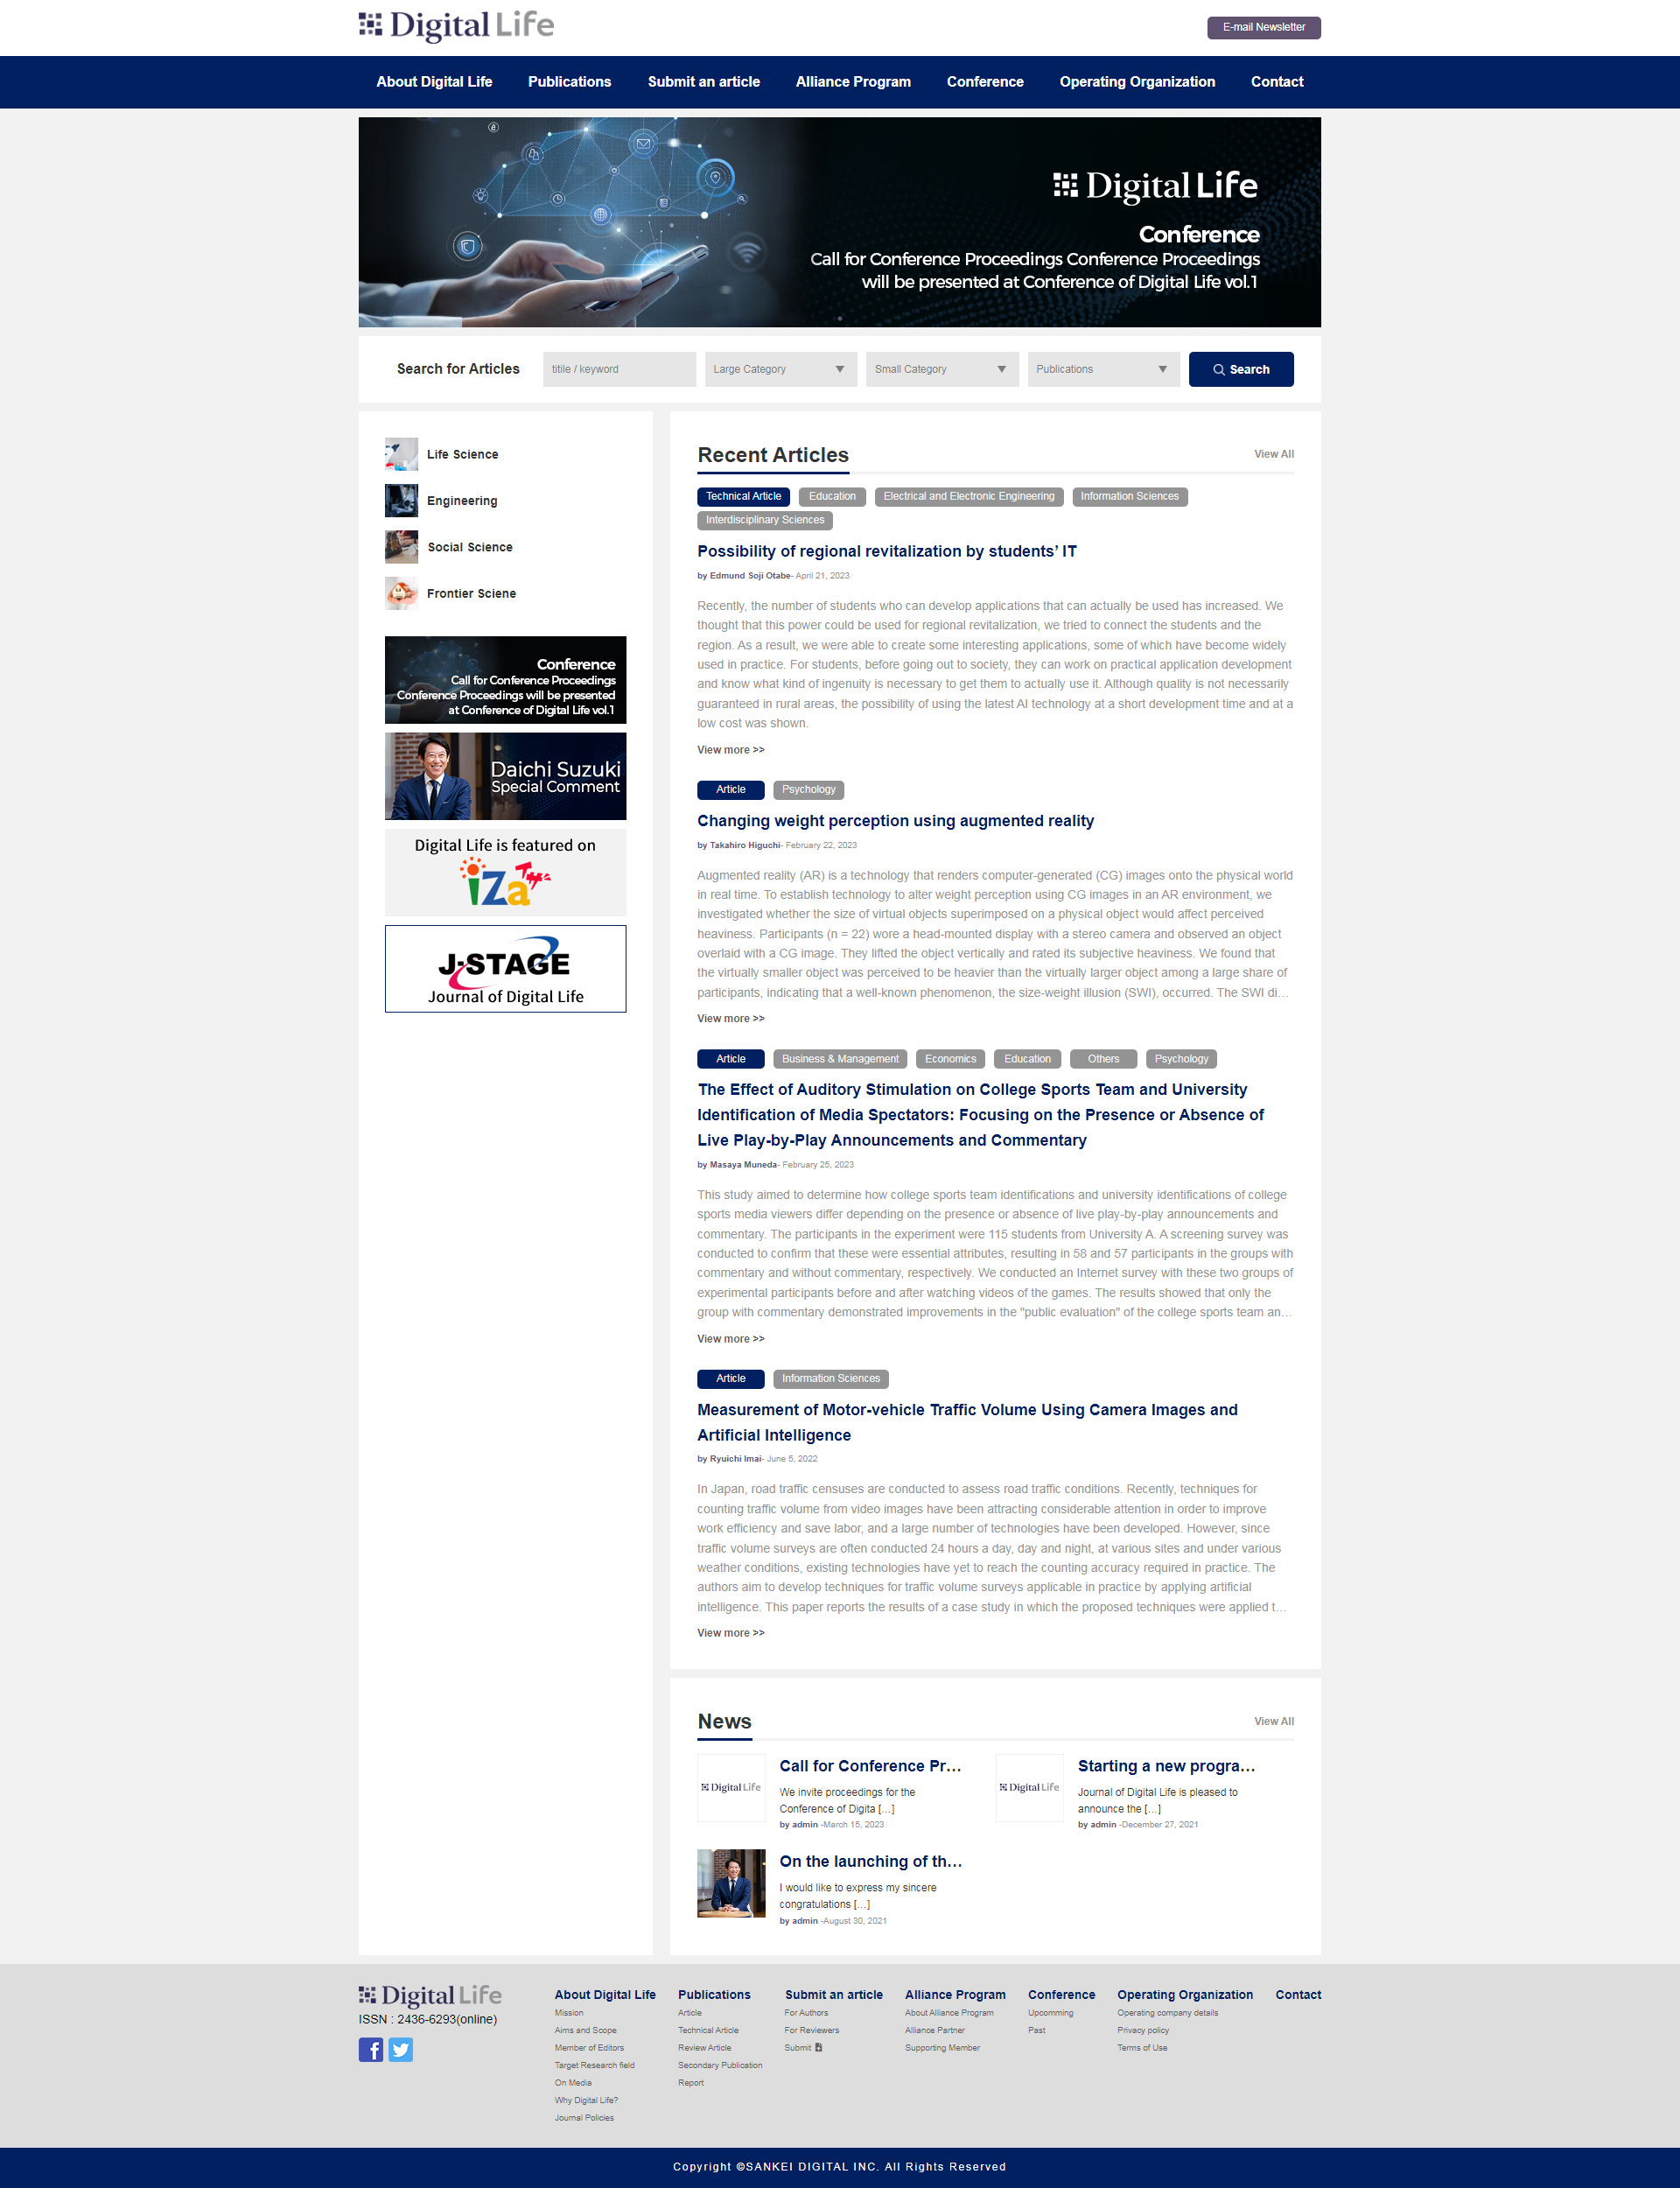 Digital Life
E-mail Newsletter
About Digital Life Publications Submit an article Alliance Program Conference Operating Organization Contact
Digital Life
Conference
Call for Conference Proceedings Conference Proceedings
will be presented at Conference of Digital Life vol.1
Search for Articles titile / keyword Large Category Small Category Publications Search
Life Science
Engineering
Social Science
Frontier Sciene
Conference
Call for Conference Proceedings
Conference Proceedings will be presented
at Conference of Digital Life vol.1
Daichi Suzuki
Special Comment
Digital Life is featured on
iza
J-STAGE
Journal of Digital Life
Recent Articles View All
Technical Article Education Electrical and Electronic Engineering Information Sciences
Interdisciplinary Sciences
Possibility of regional revitalization by students’ IT
by Edmund Soji Otabe- April 21, 2023
Recently, the number of students who can develop applications that can actually be used has increased. We
thought that this power could be used for regional revitalization, we tried to connect the students and the
region. As a result, we were able to create some interesting applications, some of which have become widely
used in practice. For students, before going out to society, they can work on practical application development
and know what kind of ingenuity is necessary to get them to actually use it. Although quality is not necessarily
guaranteed in rural areas, the possibility of using the latest AI technology at a short development time and at a
low cost was shown.
View more >>
Article Psychology
Changing weight perception using augmented reality
by Takahiro Higuchi- February 22, 2023
Augmented reality (AR) is a technology that renders computer-generated (CG) images onto the physical world
in real time. To establish technology to alter weight perception using CG images in an AR environment, we
investigated whether the size of virtual objects superimposed on a physical object would affect perceived
heaviness. Participants (n = 22) wore a head-mounted display with a stereo camera and observed an object
overlaid with a CG image. They lifted the object vertically and rated its subjective heaviness. We found that
the virtually smaller object was perceived to be heavier than the virtually larger object among a large share of
participants, indicating that a well-known phenomenon, the size-weight illusion (SWI), occurred. The SWI di…
View more >>
Article Business & Management Economics Education Others Psychology
The Effect of Auditory Stimulation on College Sports Team and University
Identification of Media Spectators: Focusing on the Presence or Absence of
Live Play-by-Play Announcements and Commentary
by Masaya Muneda- February 25, 2023
This study aimed to determine how college sports team identifications and university identifications of college
sports media viewers differ depending on the presence or absence of live play-by-play announcements and
commentary. The participants in the experiment were 115 students from University A. A screening survey was
conducted to confirm that these were essential attributes, resulting in 58 and 57 participants in the groups with
commentary and without commentary, respectively. We conducted an Internet survey with these two groups of
experimental participants before and after watching videos of the games. The results showed that only the
group with commentary demonstrated improvements in the "public evaluation" of the college sports team an…
View more >>
Article Information Sciences
Measurement of Motor-vehicle Traffic Volume Using Camera Images and
Artificial Intelligence
by Ryuichi Imai- June 5, 2022
In Japan, road traffic censuses are conducted to assess road traffic conditions. Recently, techniques for
counting traffic volume from video images have been attracting considerable attention in order to improve
work efficiency and save labor, and a large number of technologies have been developed. However, since
traffic volume surveys are often conducted 24 hours a day, day and night, at various sites and under various
weather conditions, existing technologies have yet to reach the counting accuracy required in practice. The
authors aim to develop techniques for traffic volume surveys applicable in practice by applying artificial
intelligence. This paper reports the results of a case study in which the proposed techniques were applied t…
View more >>
News View All
Digital Life
Call for Conference Pr…
We invite proceedings for the
Conference of Digita […]
by admin -March 15, 2023
Digital Life
Starting a new progra…
Journal of Digital Life is pleased to
announce the […]
by admin -December 27, 2021
On the launching of th…
I would like to express my sincere
congratulations […]
by admin -August 30, 2021
Digital Life
ISSN : 2436-6293(online)
About Digital Life
Mission
Aims and Scope
Member of Editors
Target Research field
On Media
Why Digital Life?
Journal Policies
Publications
Article
Technical Article
Review Article
Secondary Publication
Report
Submit an article
For Authors
For Reviewers
Submit
Alliance Program
About Alliance Program
Alliance Partner
Supporting Member
Conference
Upcomming
Past
Operating Organization
Operating company details
Privacy policy
Terms of Use
Contact
Copyright ©SANKEI DIGITAL INC. All Rights Reserved